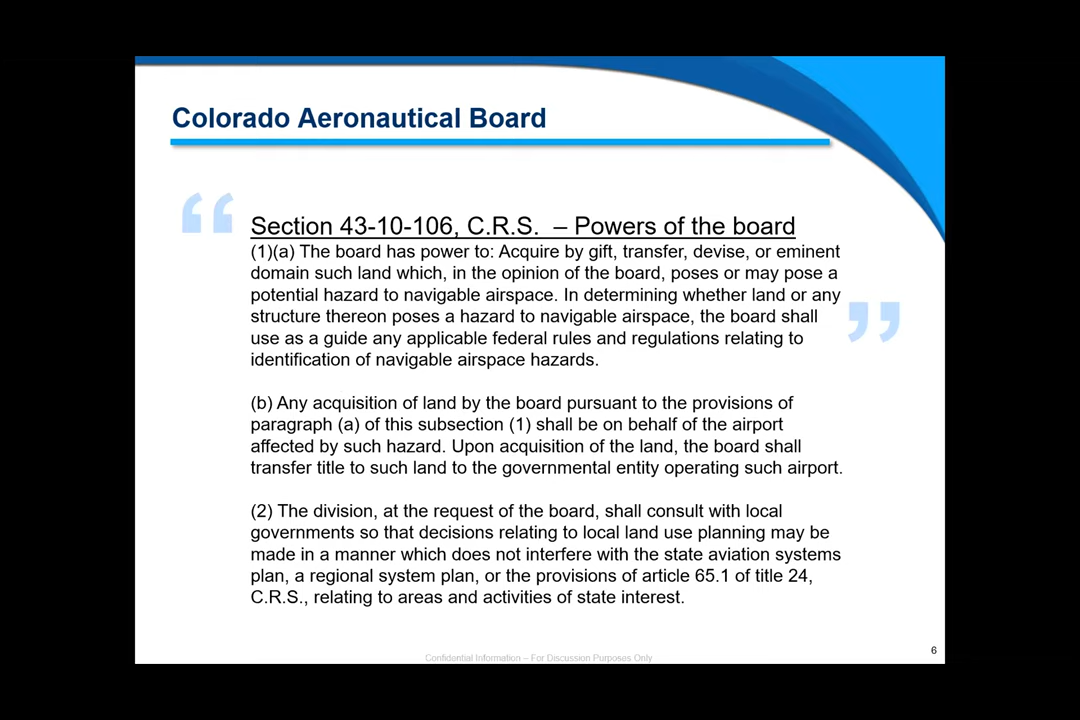 Colorado Aeronautical Board
“
Section 43-10-106, C.R.S. – Powers of the board
(1)(a) The board has power to: Acquire by gift, transfer, devise, or eminent
domain such land which, in the opinion of the board, poses or may pose a
potential hazard to navigable airspace. In determining whether land or any
structure thereon poses a hazard to navigable airspace, the board shall
use as a guide any applicable federal rules and regulations relating to
identification of navigable airspace hazards.
”
(b) Any acquisition of land by the board pursuant to the provisions of
paragraph (a) of this subsection (1) shall be on behalf of the airport
affected by such hazard. Upon acquisition of the land, the board shall
transfer title to such land to the governmental entity operating such airport.
(2) The division, at the request of the board, shall consult with local
governments so that decisions relating to local land use planning may be
made in a manner which does not interfere with the state aviation systems
plan, a regional system plan, or the provisions of article 65.1 of title 24,
C.R.S., relating to areas and activities of state interest.
Confidential Information – For Discussion Purposes Only
6